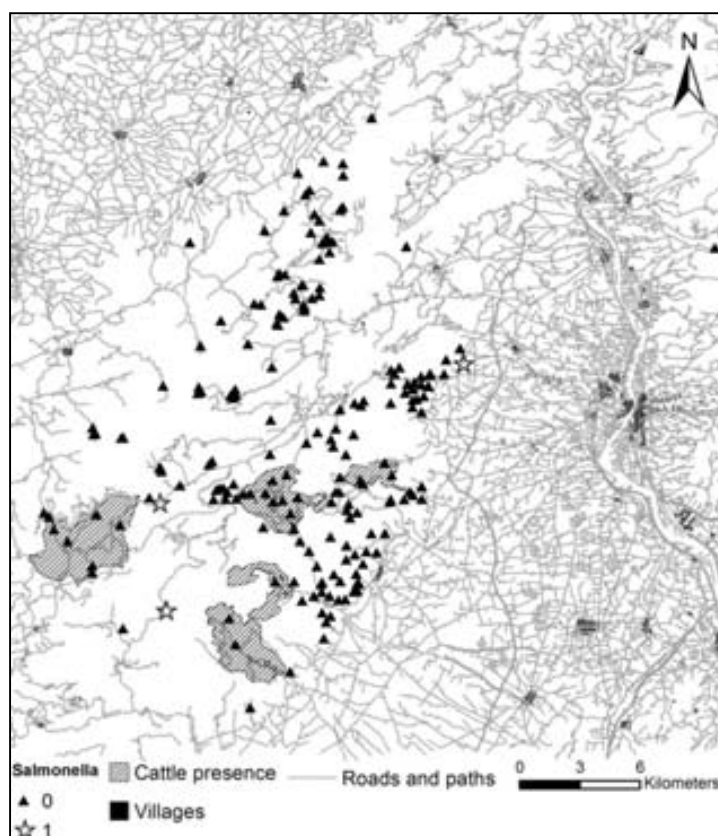 N
Salmonella
0
1
Cattle presence
Villages
Roads and paths
0 3 6
Kilometers